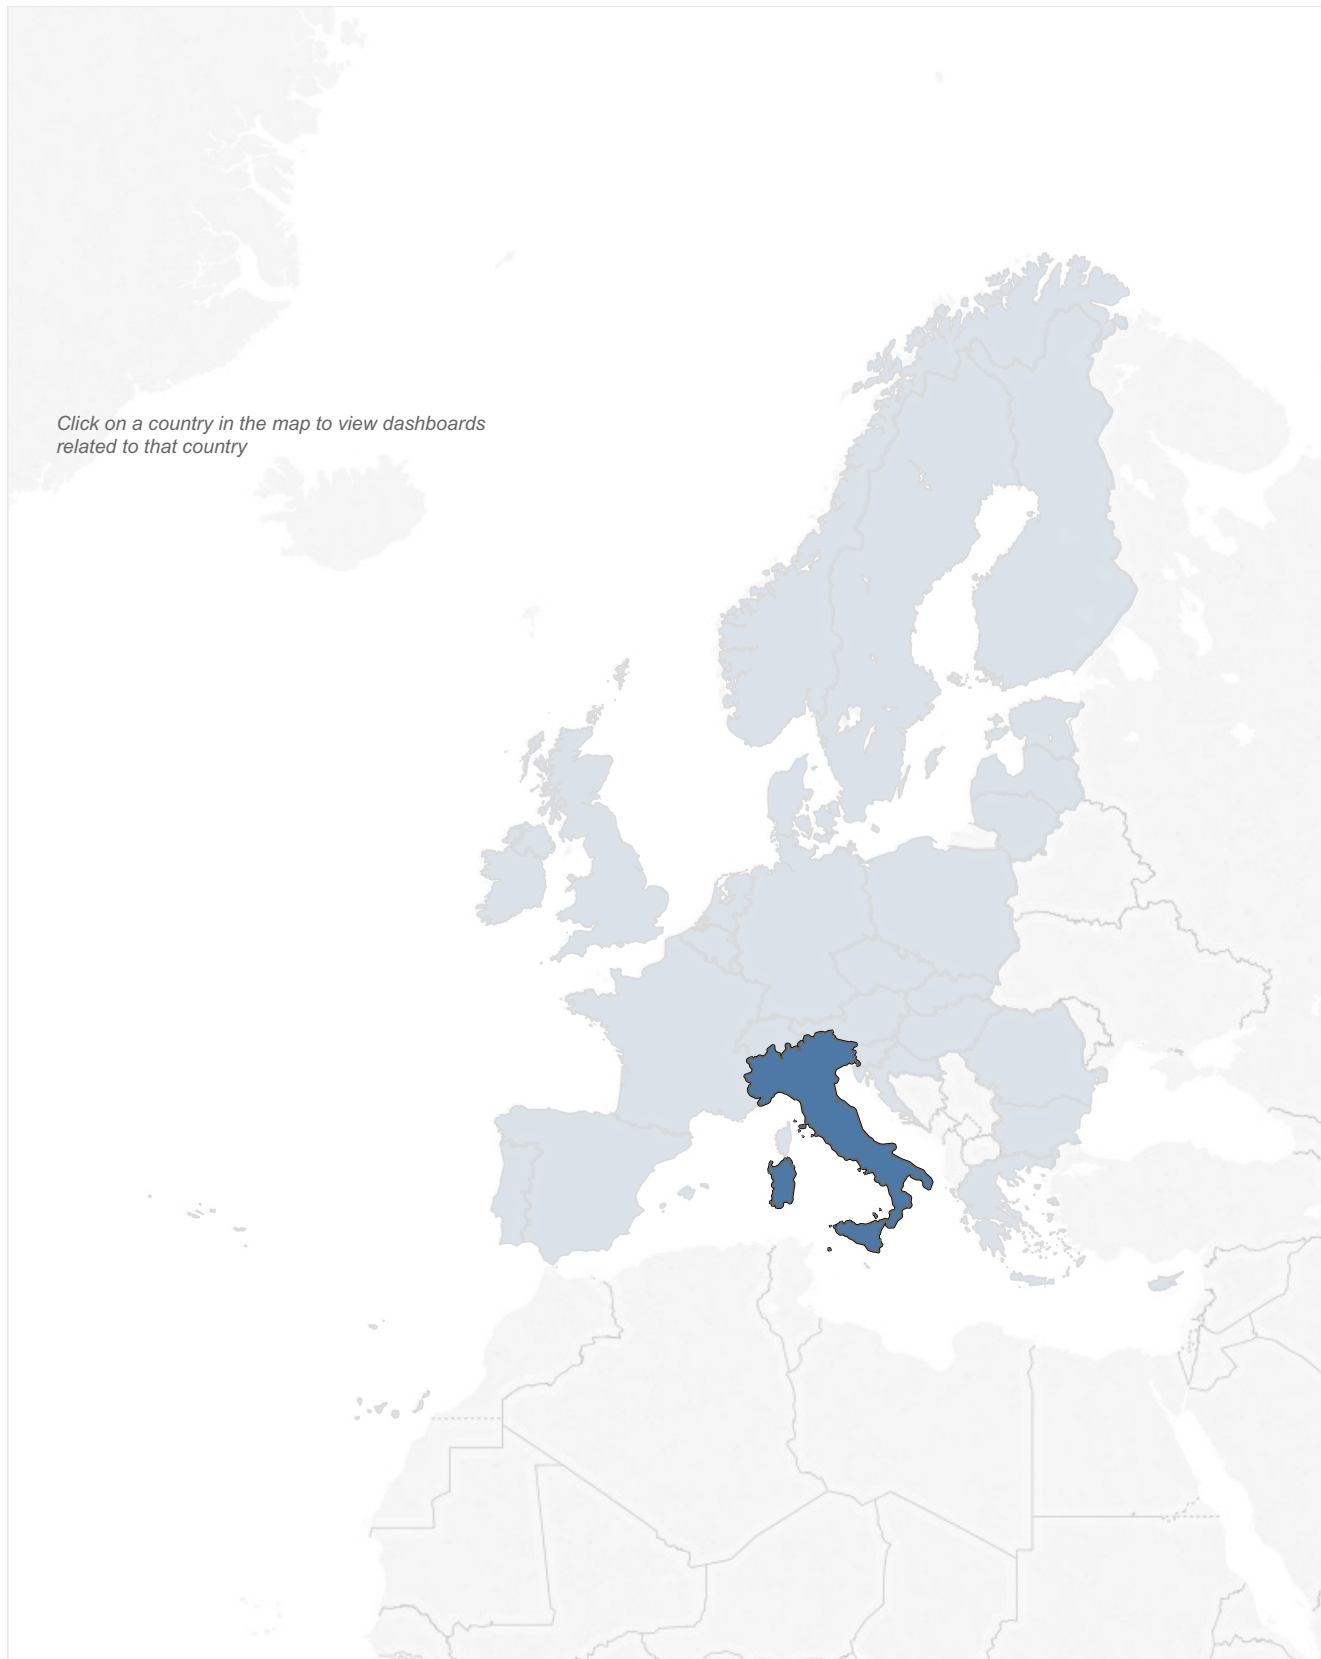 Click on a country in the map to view dashboards
related to that country